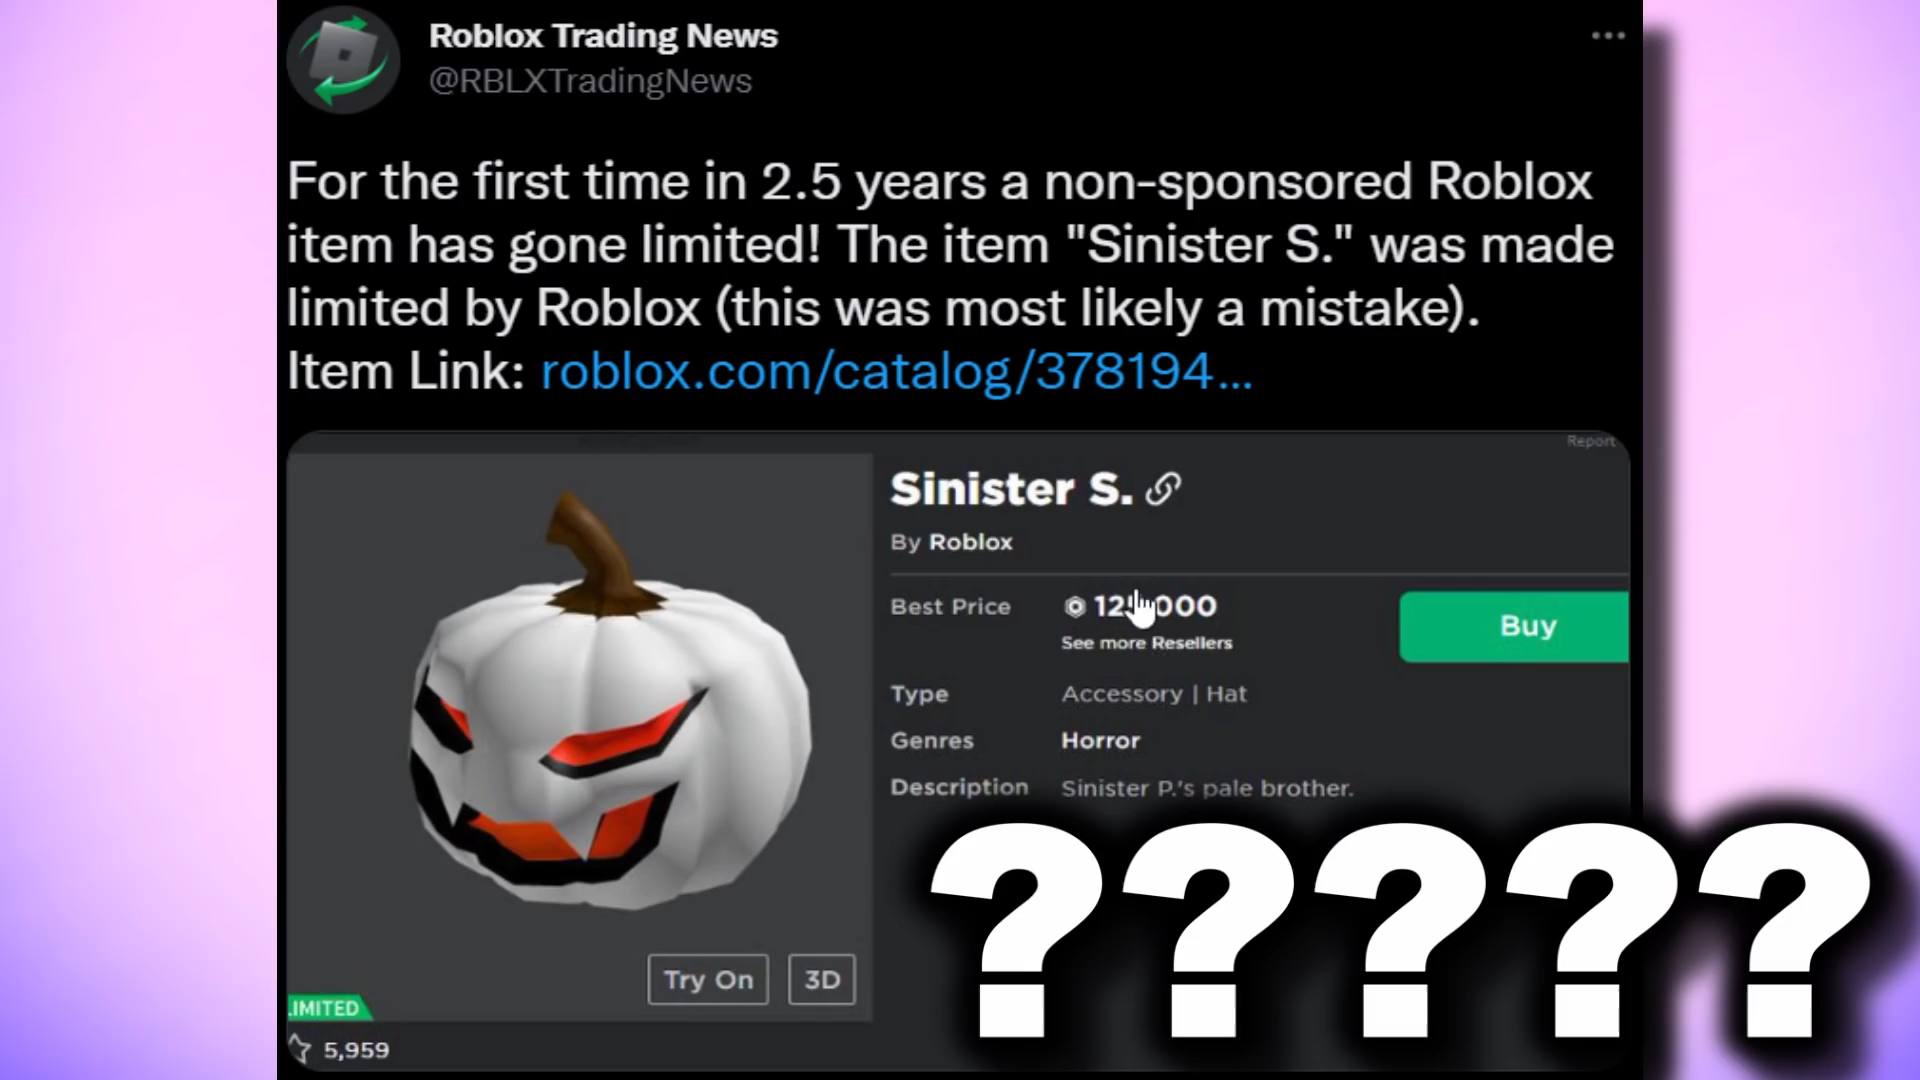 Roblox Trading News
@RBLXTradingNews
For the first time in 2.5 years a non-sponsored Roblox
item has gone limited! The item "Sinister S." was made
limited by Roblox (this was most likely a mistake).
Item Link: roblox.com/catalog/378194...
Report
Sinister S.
By Roblox
Best Price
Buy
See more Resellers
Type Accessory | Hat
Genres Horror
Description Sinister P.'s pale brother.
?????
Try On 3D
LIMITED
5,959